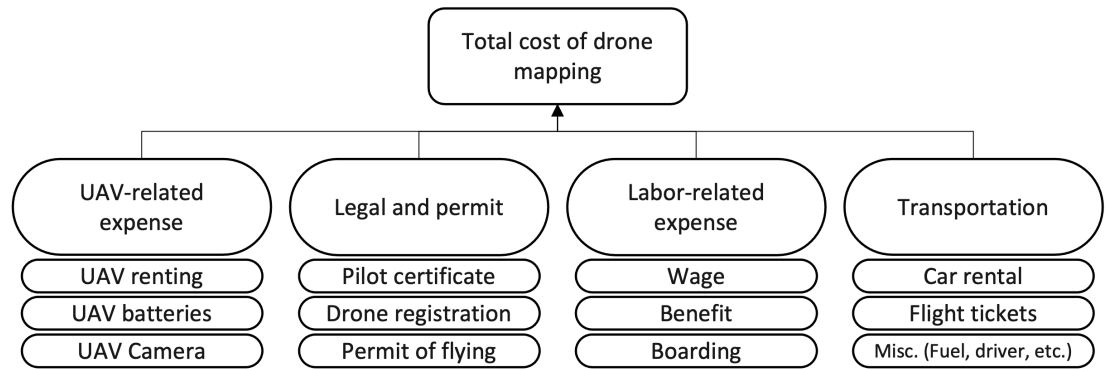 Total cost of drone
mapping
UAV-related
expense
UAV renting
UAV batteries
UAV Camera
Legal and permit
Pilot certificate
Drone registration
Permit of flying
Labor-related
expense
Wage
Benefit
Boarding
Transportation
Car rental
Flight tickets
Misc. (Fuel, driver, etc.)